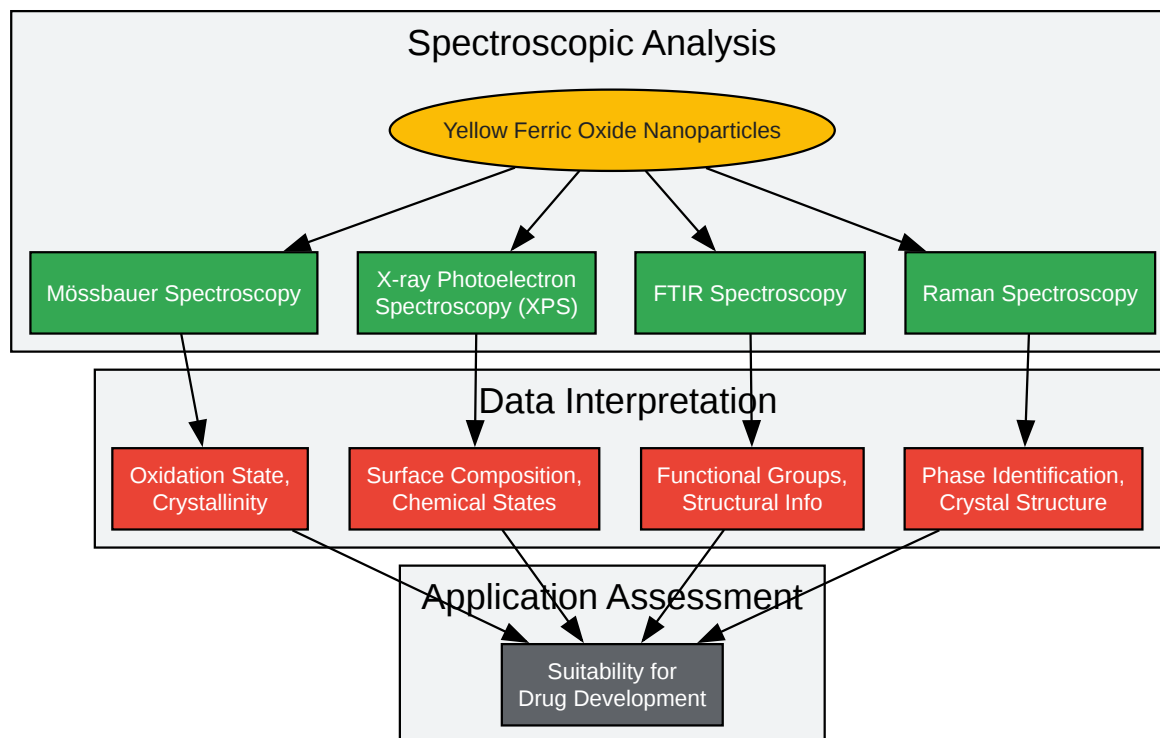 Spectroscopic Analysis
Yellow Ferric Oxide Nanoparticles
Mössbauer Spectroscopy
X-ray Photoelectron
Spectroscopy (XPS)
FTIR Spectroscopy
Raman Spectroscopy
Data Interpretation
Oxidation State,
Crystallinity
Surface Composition,
Chemical States
Functional Groups,
Structural Info
Phase Identification,
Crystal Structure
Application Assessment
Suitability for
Drug Development